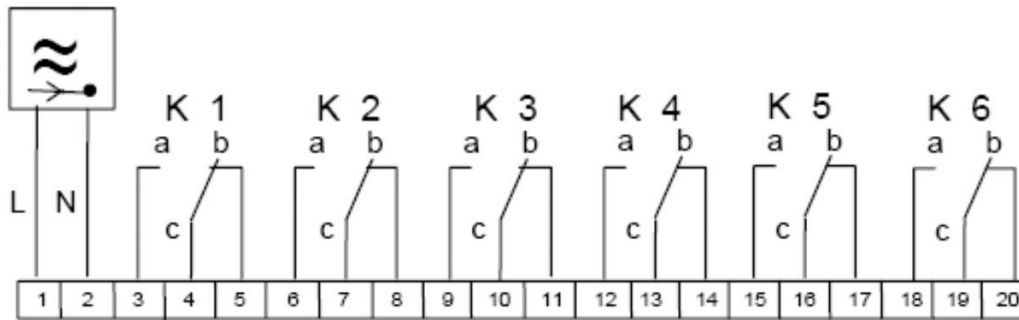 K 1 K 2 K 3 K 4 K 5 K 6
a b a b a b a b a b a b
L N c c c c c c
1 2 3 4 5 6 7 8 9 10 11 12 13 14 15 16 17 18 19 20